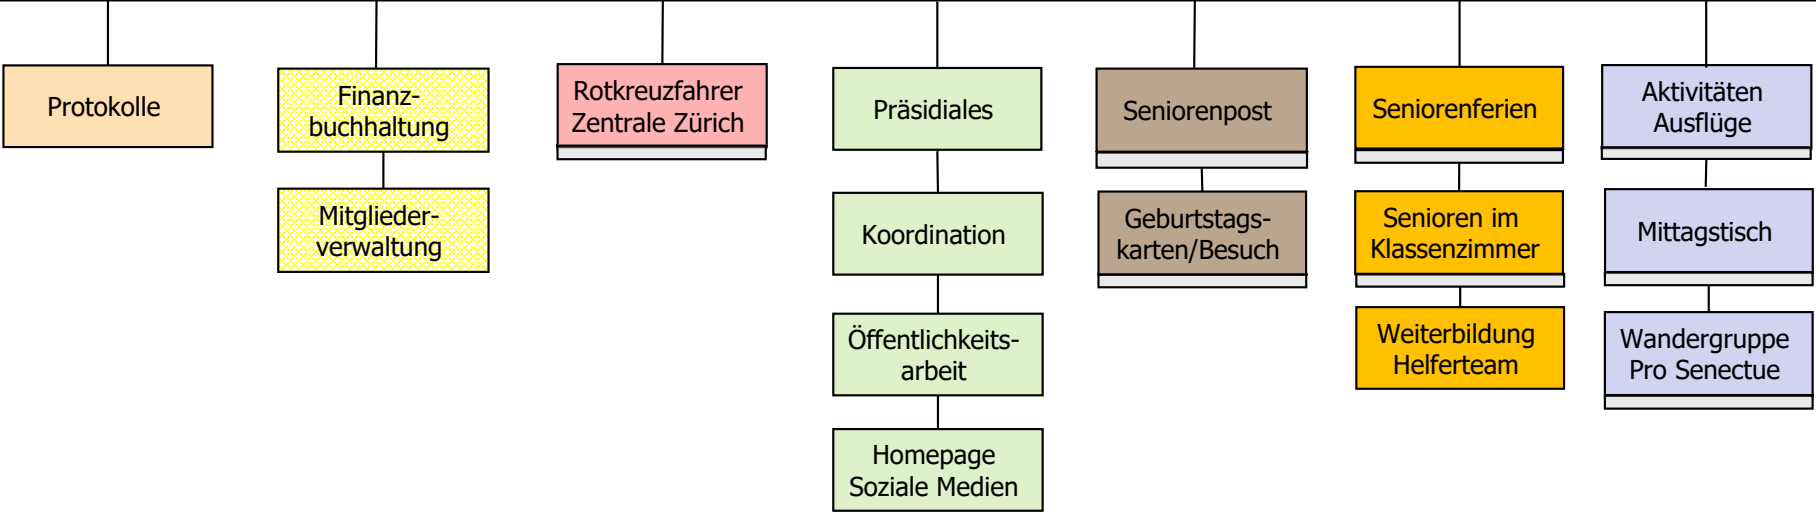 Protokolle
Finanz-
buchhaltung
Mitglieder-
verwaltung
Rotkreuzfahrer
Zentrale Zürich
Präsidiales
Koordination
Öffentlichkeits-
arbeit
Homepage
Soziale Medien
Seniorenpost
Geburtstags-
karten/Besuch
Seniorenferien
Senioren im
Klassenzimmer
Weiterbildung
Helferteam
Aktivitäten
Ausflüge
Mittagstisch
Wandergruppe
Pro Senectue